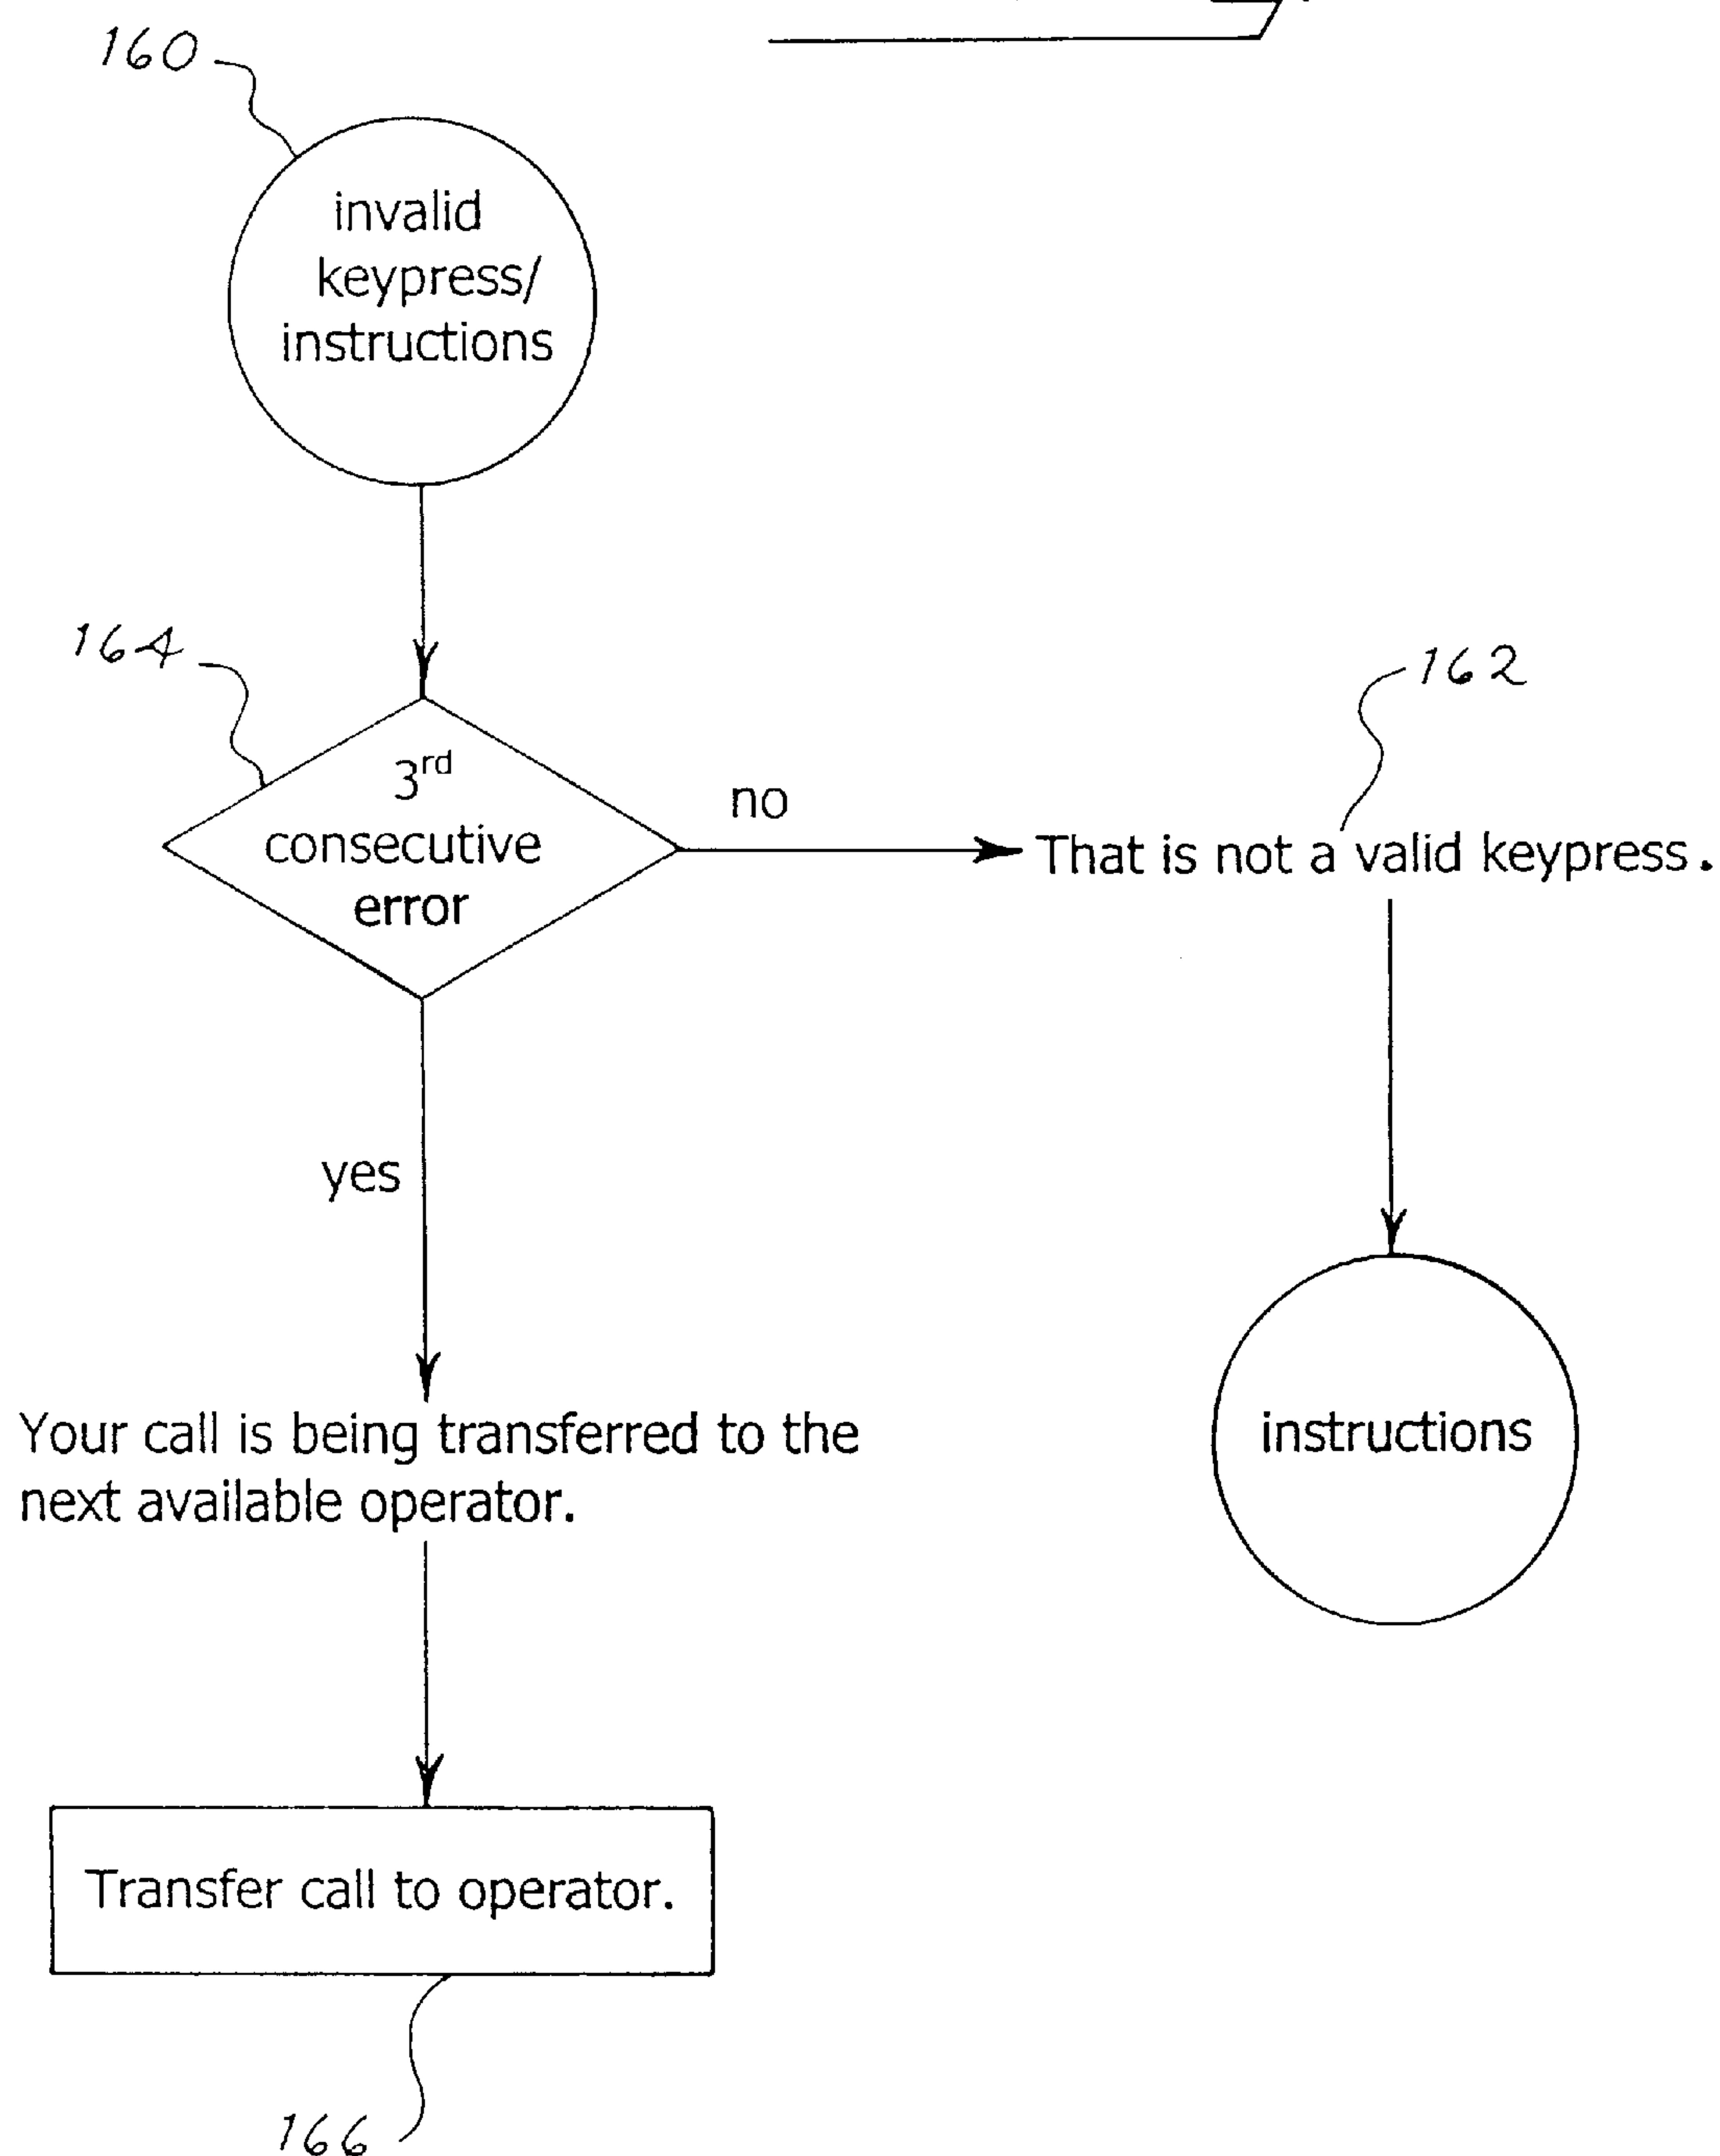 160
invalid
keypress/
instructions
164
3rd
consecutive
error
no
162
That is not a valid keypress.
yes
instructions
Your call is being transferred to the
next available operator.
Transfer call to operator.
166